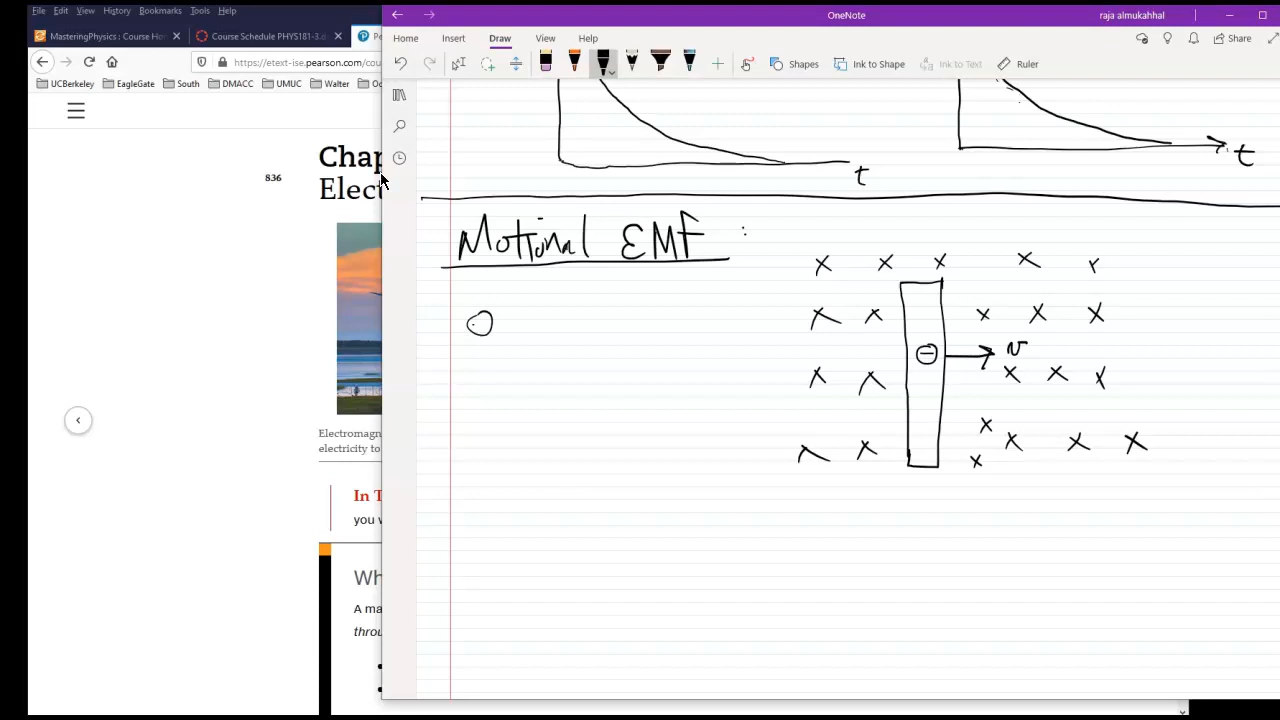 File Edit View History Bookmarks Tools Help
MasteringPhysics : Course Ho
Course Schedule PHYS181-3.d
Pe
https://etext-ise.pearson.com/cou
UCBerkeley EagleGate South DMACC UMUC Walter
OneNote
raja almukahhal
Home Insert Draw View Help
Share
Shapes Ink to Shape Ink to Text Ruler
Chap
836
Elect
Electromagn
electricity to
In T
you w
Wh
A ma
throu
t
t
Motional EMF :
x x x x x
x x x x x
− v
x x x x x
x
x x x x x
x